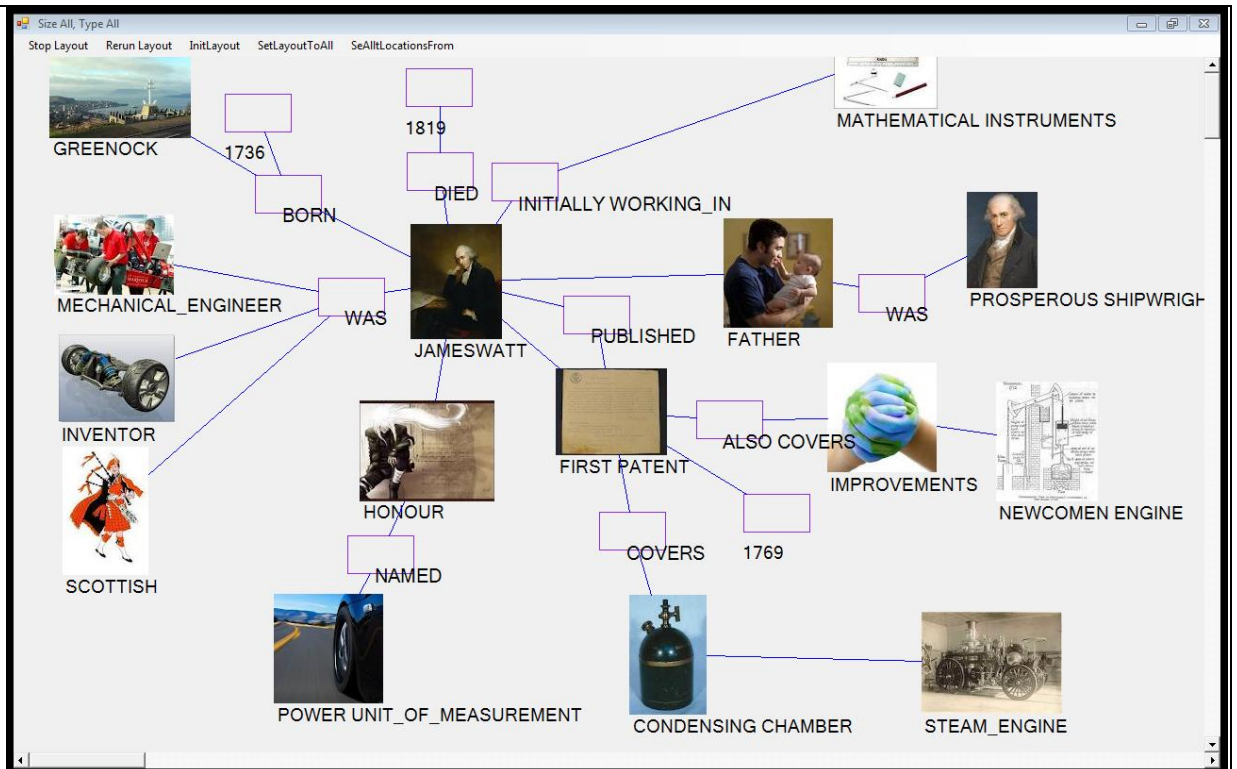 Size All, Type All
Stop Layout Rerun Layout InitLayout SetLayoutToAll SeAlltLocationsFrom
GREENOCK
1736
1819
MATHEMATICAL INSTRUMENTS
BORN
DIED
INITIALLY WORKING_IN
MECHANICAL_ENGINEER
WAS
JAMESWATT
PUBLISHED
FATHER
WAS
PROSPEROUS SHIPWRIGH
INVENTOR
HONOUR
FIRST PATENT
ALSO COVERS
IMPROVEMENTS
NEWCOMEN ENGINE
SCOTTISH
NAMED
COVERS
1769
POWER UNIT_OF_MEASUREMENT
CONDENSING CHAMBER
STEAM_ENGINE